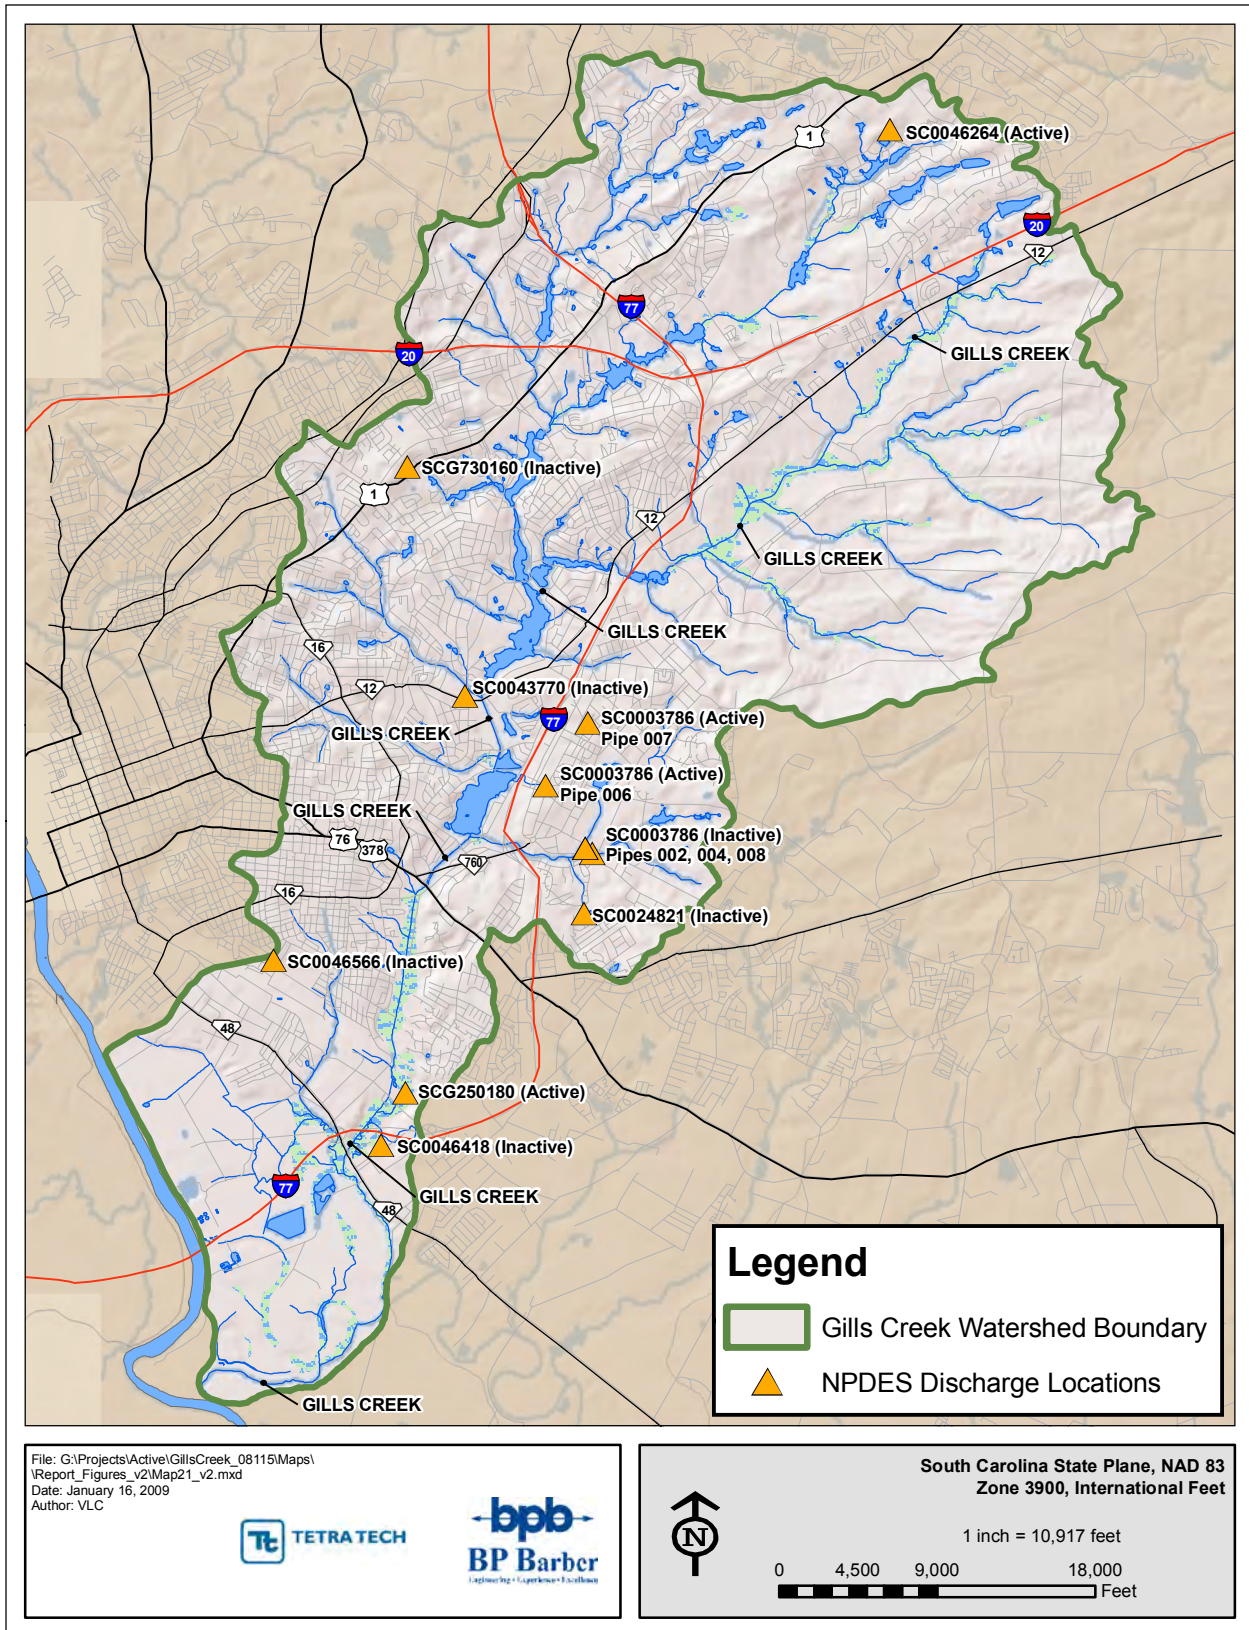 1
SC0046264 (Active)
20
12
77
GILLS CREEK
20
SCG730160 (Inactive)
1
12
GILLS CREEK
GILLS CREEK
16
12
SC0043770 (Inactive)
GILLS CREEK
77
SC0003786 (Active)
Pipe 007
SC0003786 (Active)
Pipe 006
GILLS CREEK
76
378
760
SC0003786 (Inactive)
Pipes 002, 004, 008
16
SC0024821 (Inactive)
SC0046566 (Inactive)
48
SCG250180 (Active)
SC0046418 (Inactive)
77
GILLS CREEK
48
GILLS CREEK
Legend
Gills Creek Watershed Boundary
NPDES Discharge Locations
File: G:\Projects\Active\GillsCreek_08115\Maps\
\Report_Figures_v2\Map21_v2.mxd
Date: January 16, 2009
Author: VLC
Tt TETRA TECH
bpb
BP Barber
Engineering • Experience • Excellence
South Carolina State Plane, NAD 83
Zone 3900, International Feet
N
1 inch = 10,917 feet
0 4,500 9,000 18,000
Feet